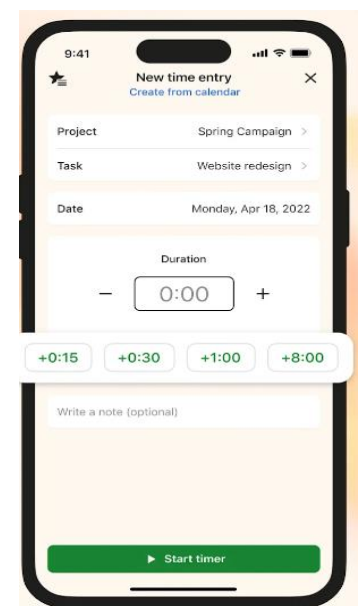 9:41
New time entry
Create from calendar
Project Spring Campaign >
Task Website redesign >
Date Monday, Apr 18, 2022
Duration
− 0:00 +
+0:15 +0:30 +1:00 +8:00
Write a note (optional)
Start timer